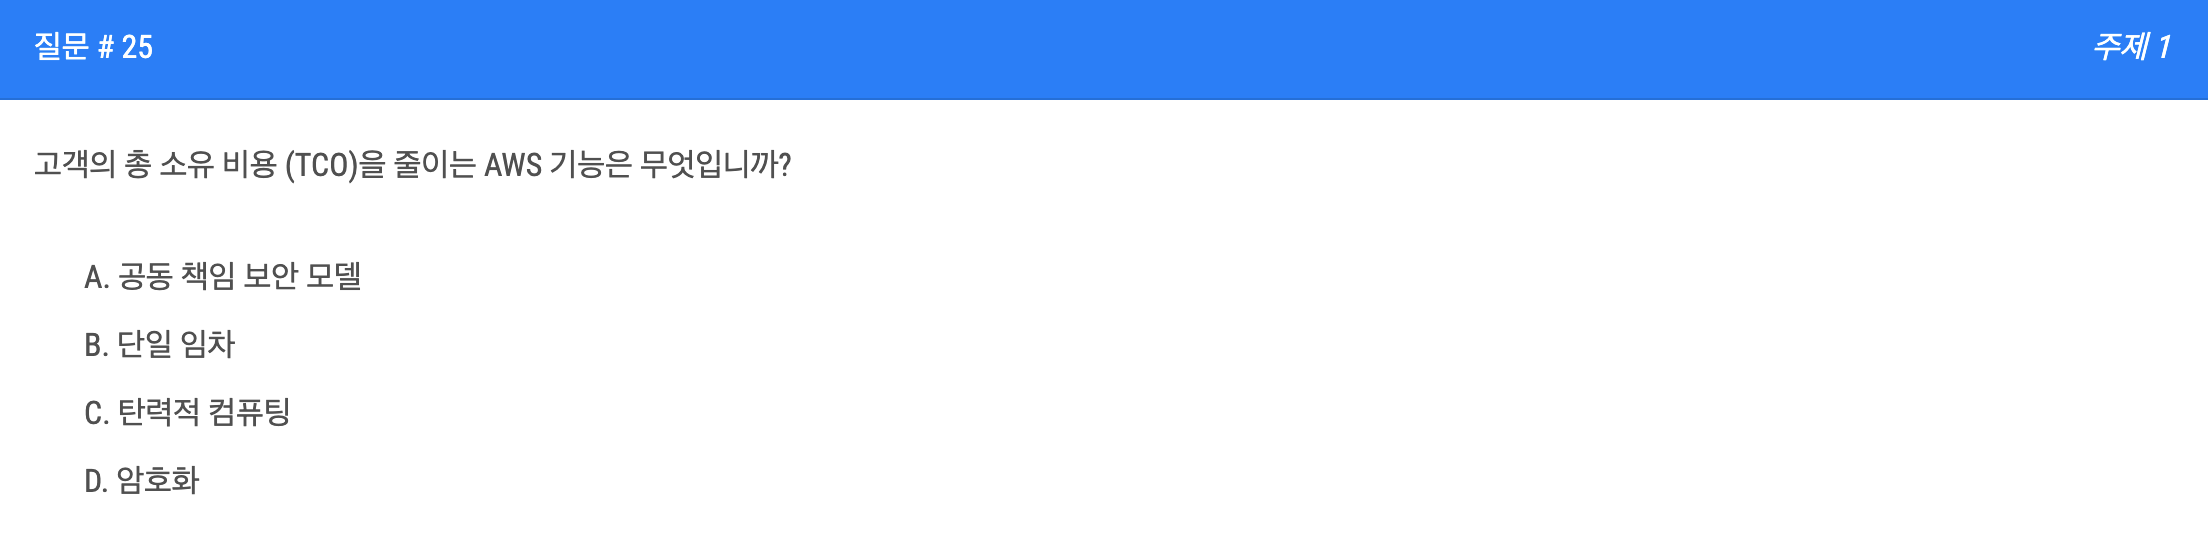 질문 # 25
주제 1
고객의 총 소유 비용 (TCO)을 줄이는 AWS 기능은 무엇입니까?
A. 공동 책임 보안 모델
B. 단일 임차
C. 탄력적 컴퓨팅
D. 암호화